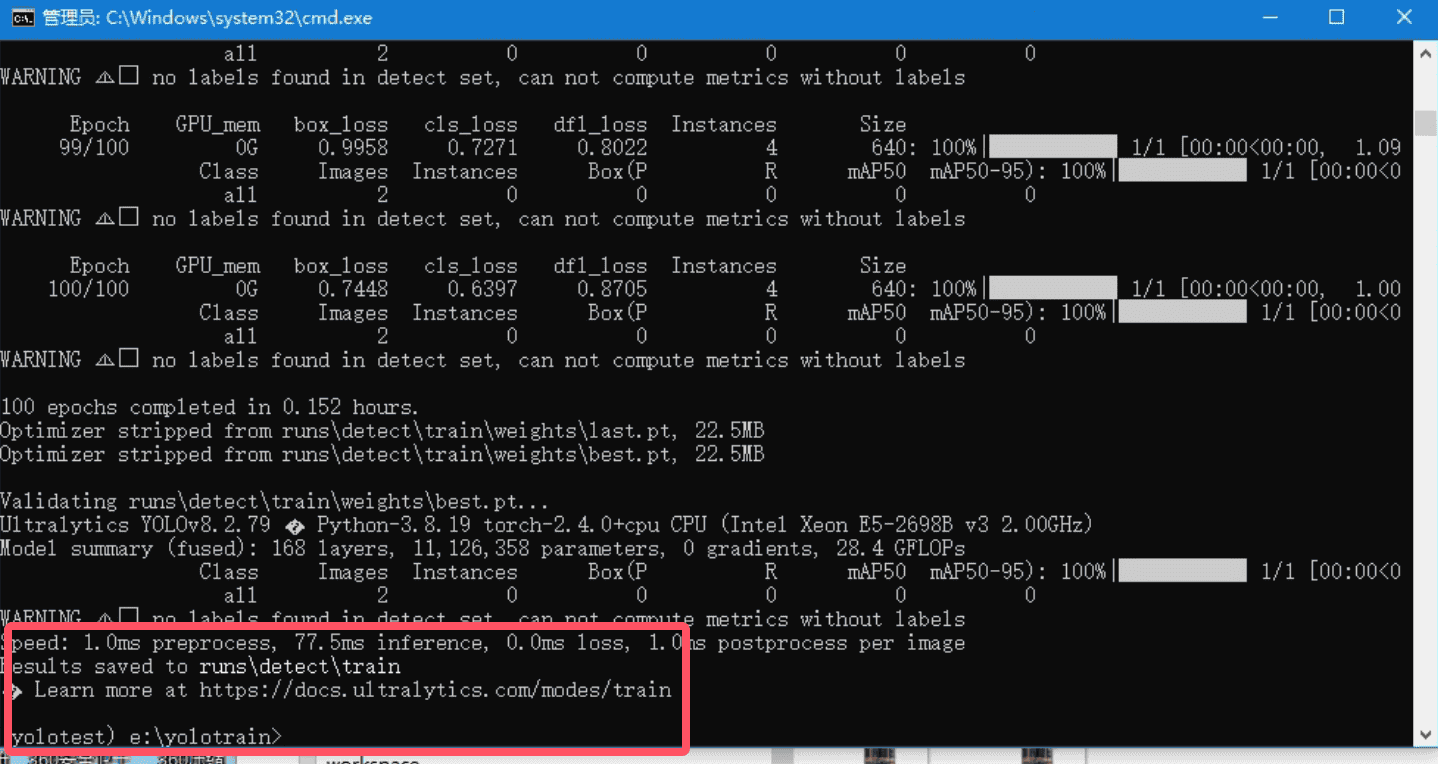 管理员: C:\Windows\system32\cmd.exe
all 2 0 0 0 0 0
WARNING ⚠□ no labels found in detect set, can not compute metrics without labels
Epoch GPU_mem box_loss cls_loss dfl_loss Instances Size
99/100 0G 0.9958 0.7271 0.8022 4 640: 100%| 1/1 [00:00<00:00, 1.09
Class Images Instances Box(P R mAP50 mAP50-95): 100%| 1/1 [00:00<0
all 2 0 0 0 0 0
WARNING ⚠□ no labels found in detect set, can not compute metrics without labels
Epoch GPU_mem box_loss cls_loss dfl_loss Instances Size
100/100 0G 0.7448 0.6397 0.8705 4 640: 100%| 1/1 [00:00<00:00, 1.00
Class Images Instances Box(P R mAP50 mAP50-95): 100%| 1/1 [00:00<0
all 2 0 0 0 0 0
WARNING ⚠□ no labels found in detect set, can not compute metrics without labels
100 epochs completed in 0.152 hours.
Optimizer stripped from runs\detect\train\weights\last.pt, 22.5MB
Optimizer stripped from runs\detect\train\weights\best.pt, 22.5MB
Validating runs\detect\train\weights\best.pt...
Ultralytics YOLOv8.2.79 � Python-3.8.19 torch-2.4.0+cpu CPU (Intel Xeon E5-2698B v3 2.00GHz)
Model summary (fused): 168 layers, 11,126,358 parameters, 0 gradients, 28.4 GFLOPs
Class Images Instances Box(P R mAP50 mAP50-95): 100%| 1/1 [00:00<0
all 2 0 0 0 0 0
WARNING ⚠□ no labels found in detect set, can not compute metrics without labels
Speed: 1.0ms preprocess, 77.5ms inference, 0.0ms loss, 1.0ms postprocess per image
Results saved to runs\detect\train
� Learn more at https://docs.ultralytics.com/modes/train
yolotest) e:\yolotrain>
workspace